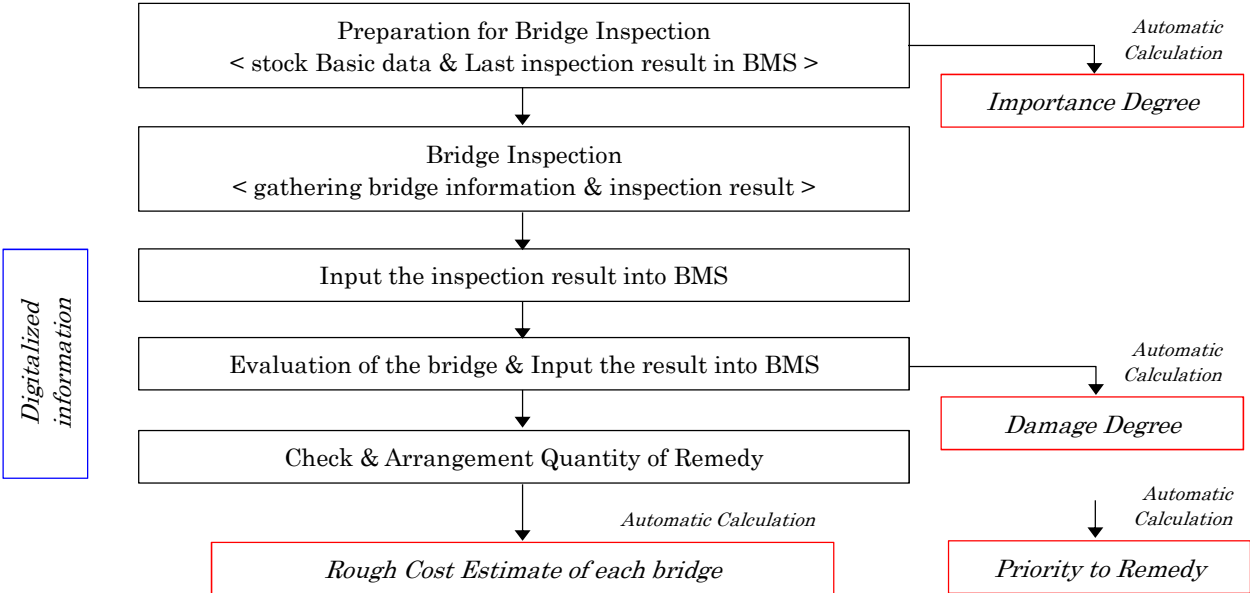 Preparation for Bridge Inspection
< stock Basic data & Last inspection result in BMS >
Automatic
Calculation
Importance Degree
Bridge Inspection
< gathering bridge information & inspection result >
Digitalized
information
Input the inspection result into BMS
Evaluation of the bridge & Input the result into BMS
Automatic
Calculation
Damage Degree
Check & Arrangement Quantity of Remedy
Automatic Calculation
Rough Cost Estimate of each bridge
Automatic
Calculation
Priority to Remedy